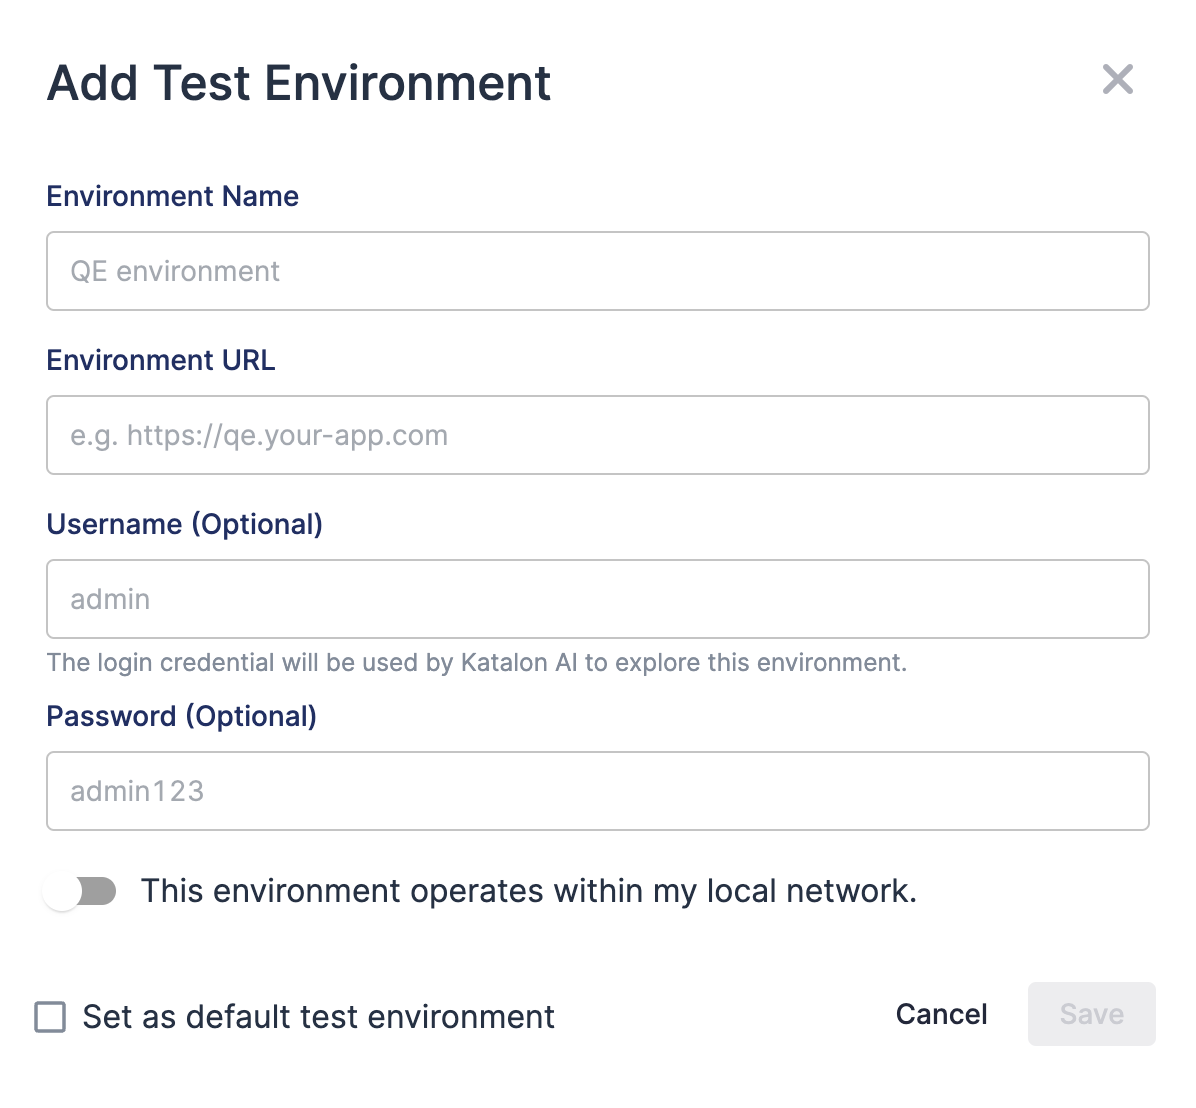 Add Test Environment
Environment Name
QE environment
Environment URL
e.g. https://qe.your-app.com
Username (Optional)
admin
The login credential will be used by Katalon AI to explore this environment.
Password (Optional)
admin123
This environment operates within my local network.
Set as default test environment
Cancel
Save